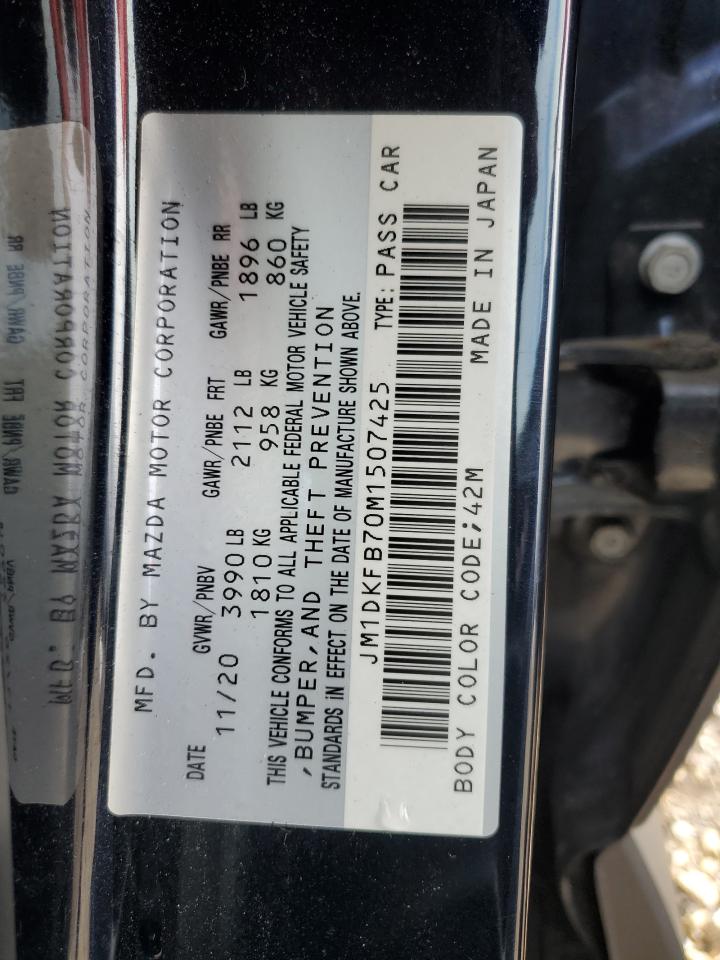 MFD. BY MAZDA MOTOR CORPORATION
DATE GVWR/PNBV GAWR/PNBE FRT GAWR/PNBE RR
11/20 3990 LB 2112 LB 1896 LB
1810 KG 958 KG 860 KG
THIS VEHICLE CONFORMS TO ALL APPLICABLE FEDERAL MOTOR VEHICLE SAFETY
,BUMPER,AND THEFT PREVENTION
STANDARDS iN EFFECT ON THE DATE OF MANUFACTURE SHOWN ABOVE.
JM1DKFB70M1507425 TYPE: PASS CAR
BODY COLOR CODE;42M MADE IN JAPAN